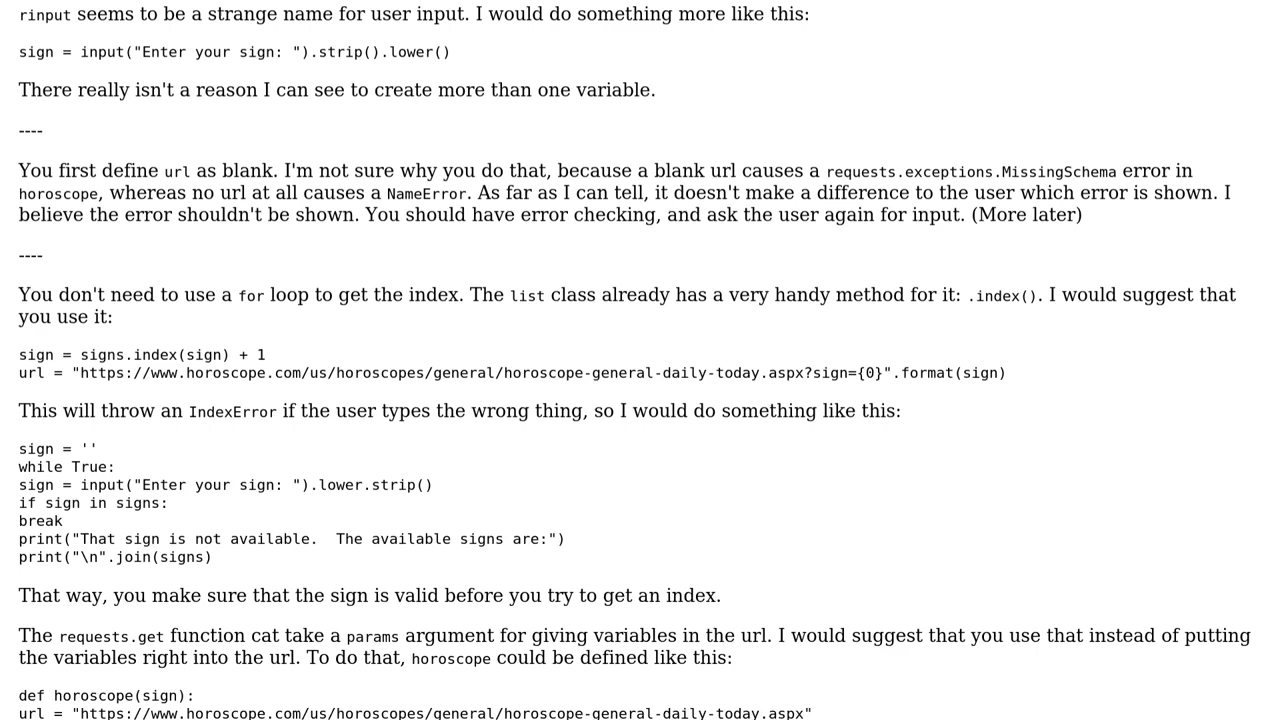 rinput seems to be a strange name for user input. I would do something more like this:
sign = input("Enter your sign: ").strip().lower()
There really isn't a reason I can see to create more than one variable.
----
You first define url as blank. I'm not sure why you do that, because a blank url causes a requests.exceptions.MissingSchema error in
horoscope, whereas no url at all causes a NameError. As far as I can tell, it doesn't make a difference to the user which error is shown. I
believe the error shouldn't be shown. You should have error checking, and ask the user again for input. (More later)
----
You don't need to use a for loop to get the index. The list class already has a very handy method for it: .index(). I would suggest that
you use it:
sign = signs.index(sign) + 1
url = "https://www.horoscope.com/us/horoscopes/general/horoscope-general-daily-today.aspx?sign={0}".format(sign)
This will throw an IndexError if the user types the wrong thing, so I would do something like this:
sign = ''
while True:
sign = input("Enter your sign: ").lower.strip()
if sign in signs:
break
print("That sign is not available.  The available signs are:")
print("\n".join(signs)
That way, you make sure that the sign is valid before you try to get an index.
The requests.get function cat take a params argument for giving variables in the url. I would suggest that you use that instead of putting
the variables right into the url. To do that, horoscope could be defined like this:
def horoscope(sign):
url = "https://www.horoscope.com/us/horoscopes/general/horoscope-general-daily-today.aspx"